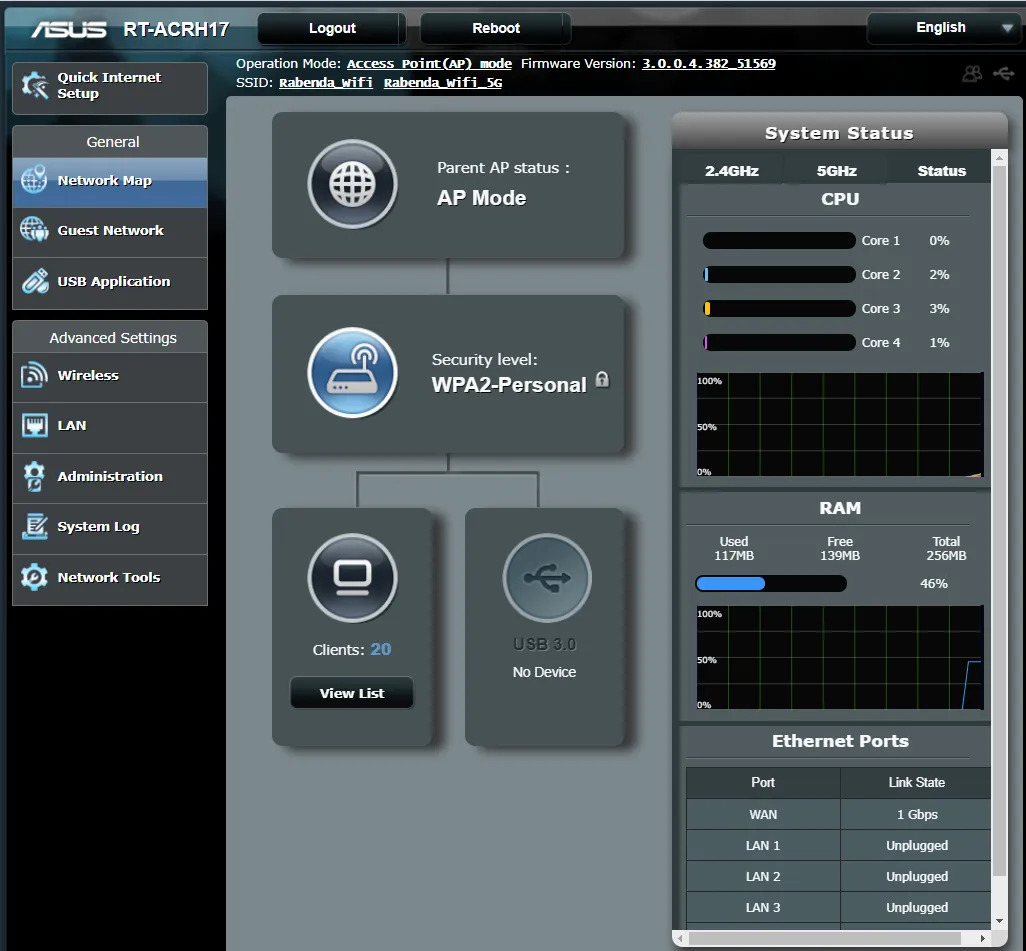 ASUS RT-ACRH17 Logout Reboot English
Operation Mode: Access Point(AP) mode Firmware Version: 3.0.0.4.382_51569
SSID: Rabenda_Wifi Rabenda_Wifi_5G
Quick Internet
Setup
General
Network Map
Guest Network
USB Application
Advanced Settings
Wireless
LAN
Administration
System Log
Network Tools
Parent AP status :
AP Mode
Security level:
WPA2-Personal
Clients: 20
View List
USB 3.0
No Device
System Status
2.4GHz 5GHz Status
CPU
Core 1 0%
Core 2 2%
Core 3 3%
Core 4 1%
100%
50%
0%
RAM
Used Free Total
117MB 139MB 256MB
46%
100%
50%
0%
Ethernet Ports
Port Link State
WAN 1 Gbps
LAN 1 Unplugged
LAN 2 Unplugged
LAN 3 Unplugged